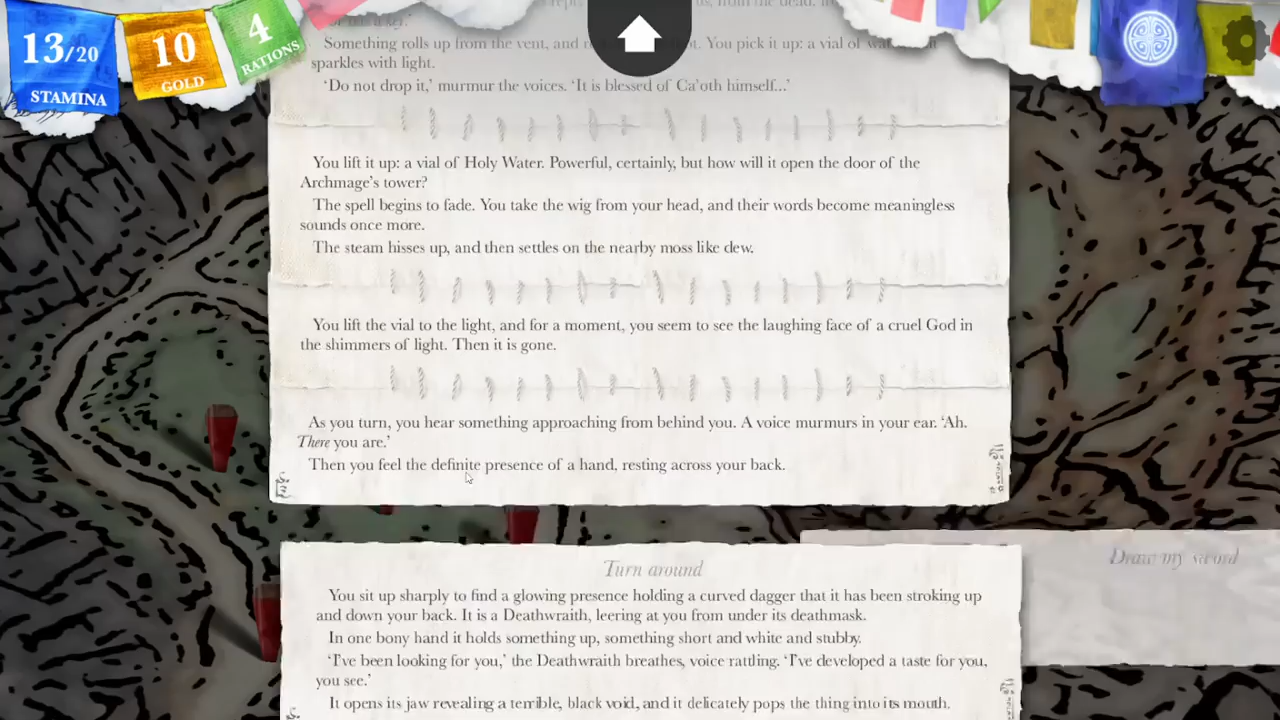 13/20
STAMINA
10
GOLD
4
RATIONS
Something rolls up from the vent, and
You pick it up: a vial of
sparkles with light.
‘Do not drop it,’ murmur the voices. ‘It is blessed of Ca’oth himself...’
You lift it up: a vial of Holy Water. Powerful, certainly, but how will it open the door of the
Archmage’s tower?
The spell begins to fade. You take the wig from your head, and their words become meaningless
sounds once more.
The steam hisses up, and then settles on the nearby moss like dew.
You lift the vial to the light, and for a moment, you seem to see the laughing face of a cruel God in
the shimmers of light. Then it is gone.
As you turn, you hear something approaching from behind you. A voice murmurs in your ear. ‘Ah.
There you are.’
Then you feel the definite presence of a hand, resting across your back.
Draw my sword
Turn around
You sit up sharply to find a glowing presence holding a curved dagger that it has been stroking up
and down your back. It is a Deathwraith, leering at you from under its deathmask.
In one bony hand it holds something up, something short and white and stubby.
‘I’ve been looking for you,’ the Deathwraith breathes, voice rattling. ‘I’ve developed a taste for you,
you see.’
It opens its jaw revealing a terrible, black void, and it delicately pops the thing into its mouth.